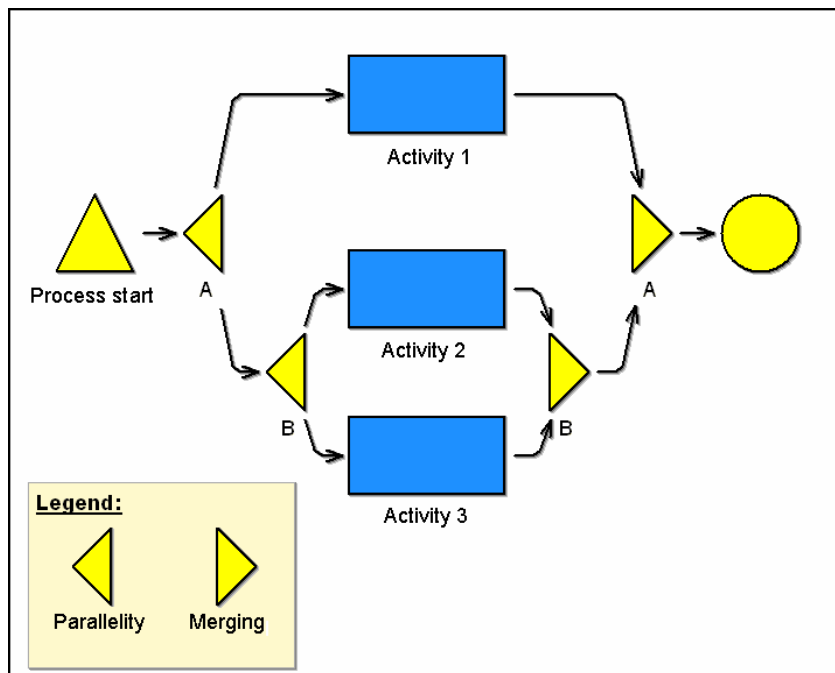 Activity 1
Process start
A
A
Activity 2
B
B
Activity 3
Legend:
Parallelity
Merging